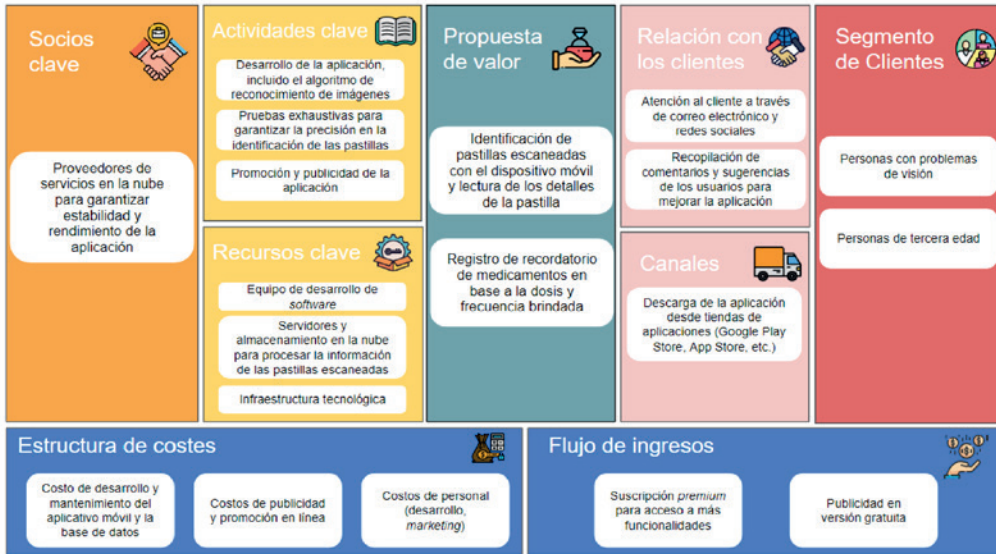 Socios
clave
Proveedores de
servicios en la nube
para garantizar
estabilidad y
rendimiento de la
aplicación
Actividades clave
Desarrollo de la aplicación,
incluido el algoritmo de
reconocimiento de imágenes
Pruebas exhaustivas para
garantizar la precisión en la
identificación de las pastillas
Promoción y publicidad de la
aplicación
Recursos clave
Equipo de desarrollo de
software
Servidores y
almacenamiento en la nube
para procesar la información
de las pastillas escaneadas
Infraestructura tecnológica
Propuesta
de valor
Identificación de
pastillas escaneadas
con el dispositivo móvil
y lectura de los detalles
de la pastilla
Registro de recordatorio
de medicamentos en
base a la dosis y
frecuencia brindada
Relación con
los clientes
Atención al cliente a través
de correo electrónico y
redes sociales
Recopilación de
comentarios y sugerencias
de los usuarios para
mejorar la aplicación
Canales
Descarga de la aplicación
desde tiendas de
aplicaciones (Google Play
Store, App Store, etc.)
Segmento
de Clientes
Personas con problemas
de visión
Personas de tercera edad
Estructura de costes
Costo de desarrollo y
mantenimiento del
aplicativo móvil y la
base de datos
Costos de publicidad
y promoción en línea
Costos de personal
(desarrollo,
marketing)
Flujo de ingresos
Suscripción premium
para acceso a más
funcionalidades
Publicidad en
versión gratuita